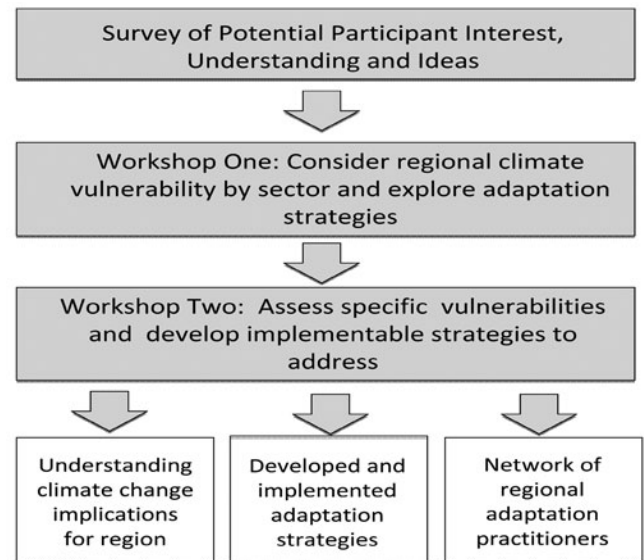 Survey of Potential Participant Interest,
Understanding and Ideas
Workshop One: Consider regional climate
vulnerability by sector and explore adaptation
strategies
Workshop Two: Assess specific vulnerabilities
and develop implementable strategies to
address
Understanding
climate change
implications
for region
Developed and
implemented
adaptation
strategies
Network of
regional
adaptation
practitioners